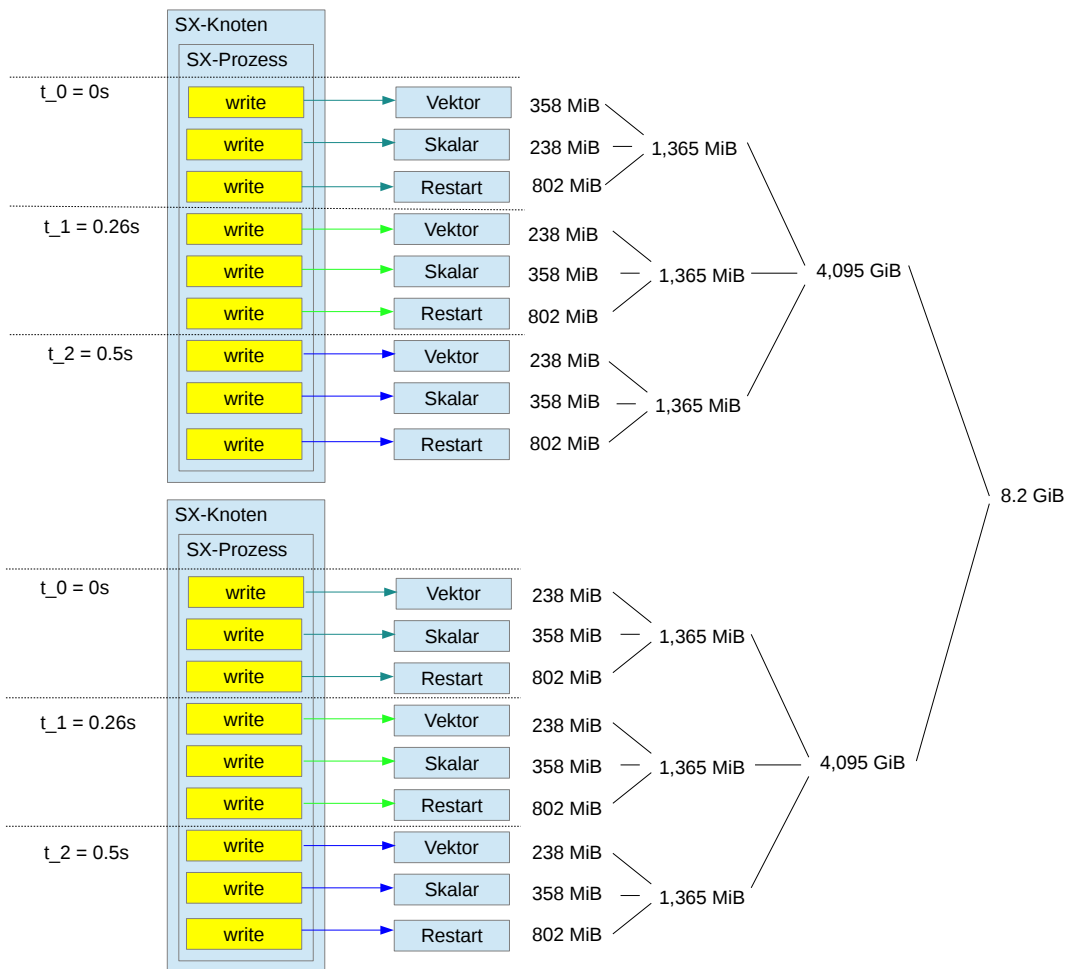 SX-Knoten
SX-Prozess
t_0 = 0s
write Vektor 358 MiB
write Skalar 238 MiB 1,365 MiB
write Restart 802 MiB
t_1 = 0.26s
write Vektor 238 MiB
write Skalar 358 MiB 1,365 MiB 4,095 GiB
write Restart 802 MiB
t_2 = 0.5s
write Vektor 238 MiB
write Skalar 358 MiB 1,365 MiB
write Restart 802 MiB
8.2 GiB
SX-Knoten
SX-Prozess
t_0 = 0s
write Vektor 238 MiB
write Skalar 358 MiB 1,365 MiB
write Restart 802 MiB
t_1 = 0.26s
write Vektor 238 MiB
write Skalar 358 MiB 1,365 MiB 4,095 GiB
write Restart 802 MiB
t_2 = 0.5s
write Vektor 238 MiB
write Skalar 358 MiB 1,365 MiB
write Restart 802 MiB